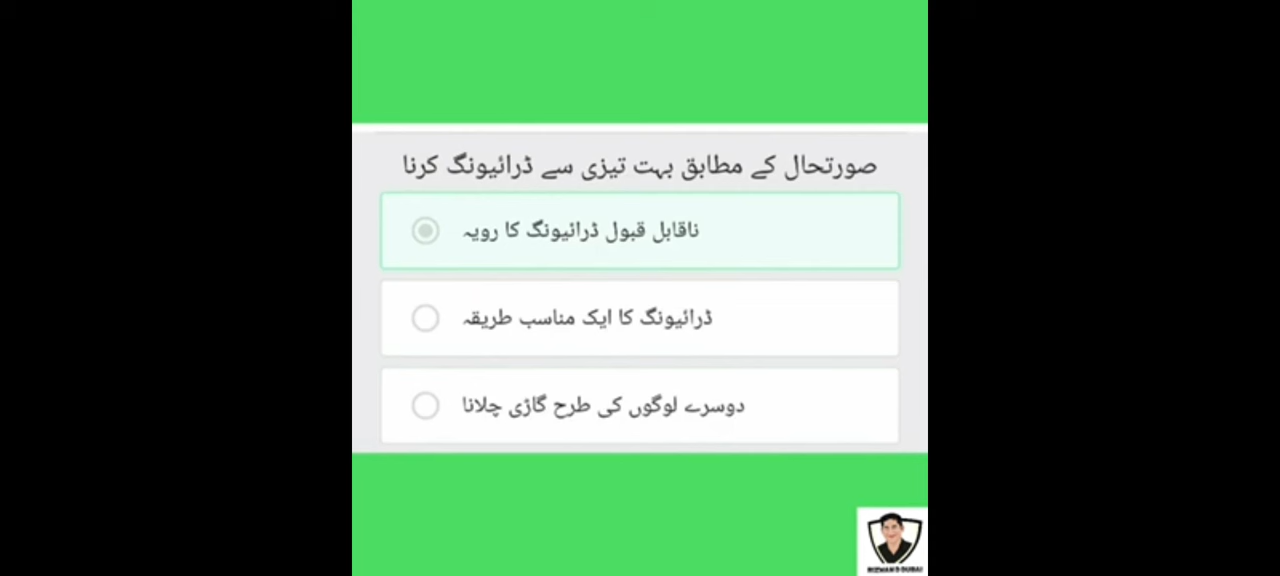 صورتحال کے مطابق بہت تیزی سے ڈرائیونگ کرنا
ناقابل قبول ڈرائیونگ کا رویہ
ڈرائیونگ کا ایک مناسب طریقہ
دوسرے لوگوں کی طرح گاڑی چلانا